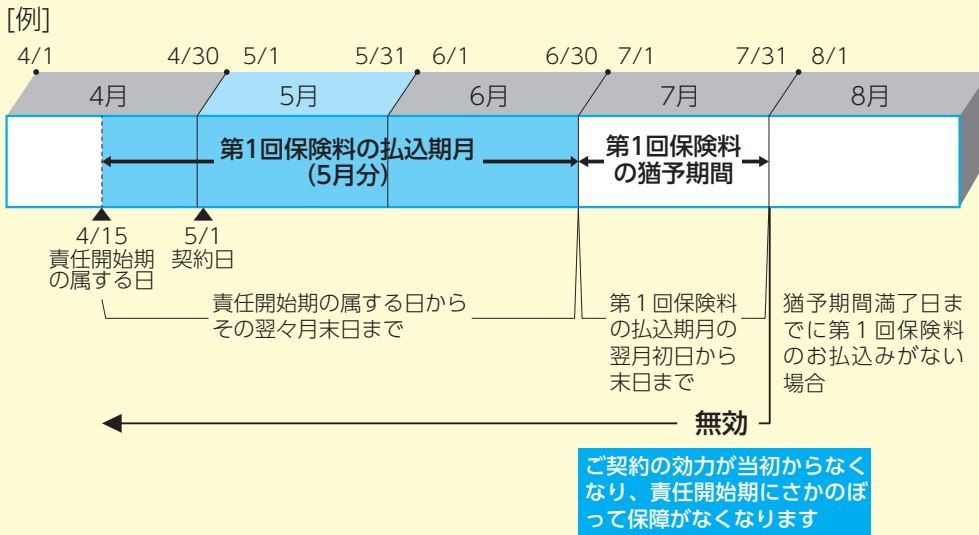 [例]
4/1 4/30 5/1 5/31 6/1 6/30 7/1 7/31 8/1
4月 5月 6月 7月 8月
第1回保険料の払込期月
(5月分)
第1回保険料
の猶予期間
4/15
責任開始期
の属する日
5/1
契約日
責任開始期の属する日から
その翌々月末日まで
第1回保険料
の払込期月の
翌月初日から
末日まで
猶予期間満了日ま
でに第1回保険料
のお払込みがない
場合
無効
ご契約の効力が当初からなく
なり、責任開始期にさかのぼ
って保障がなくなります